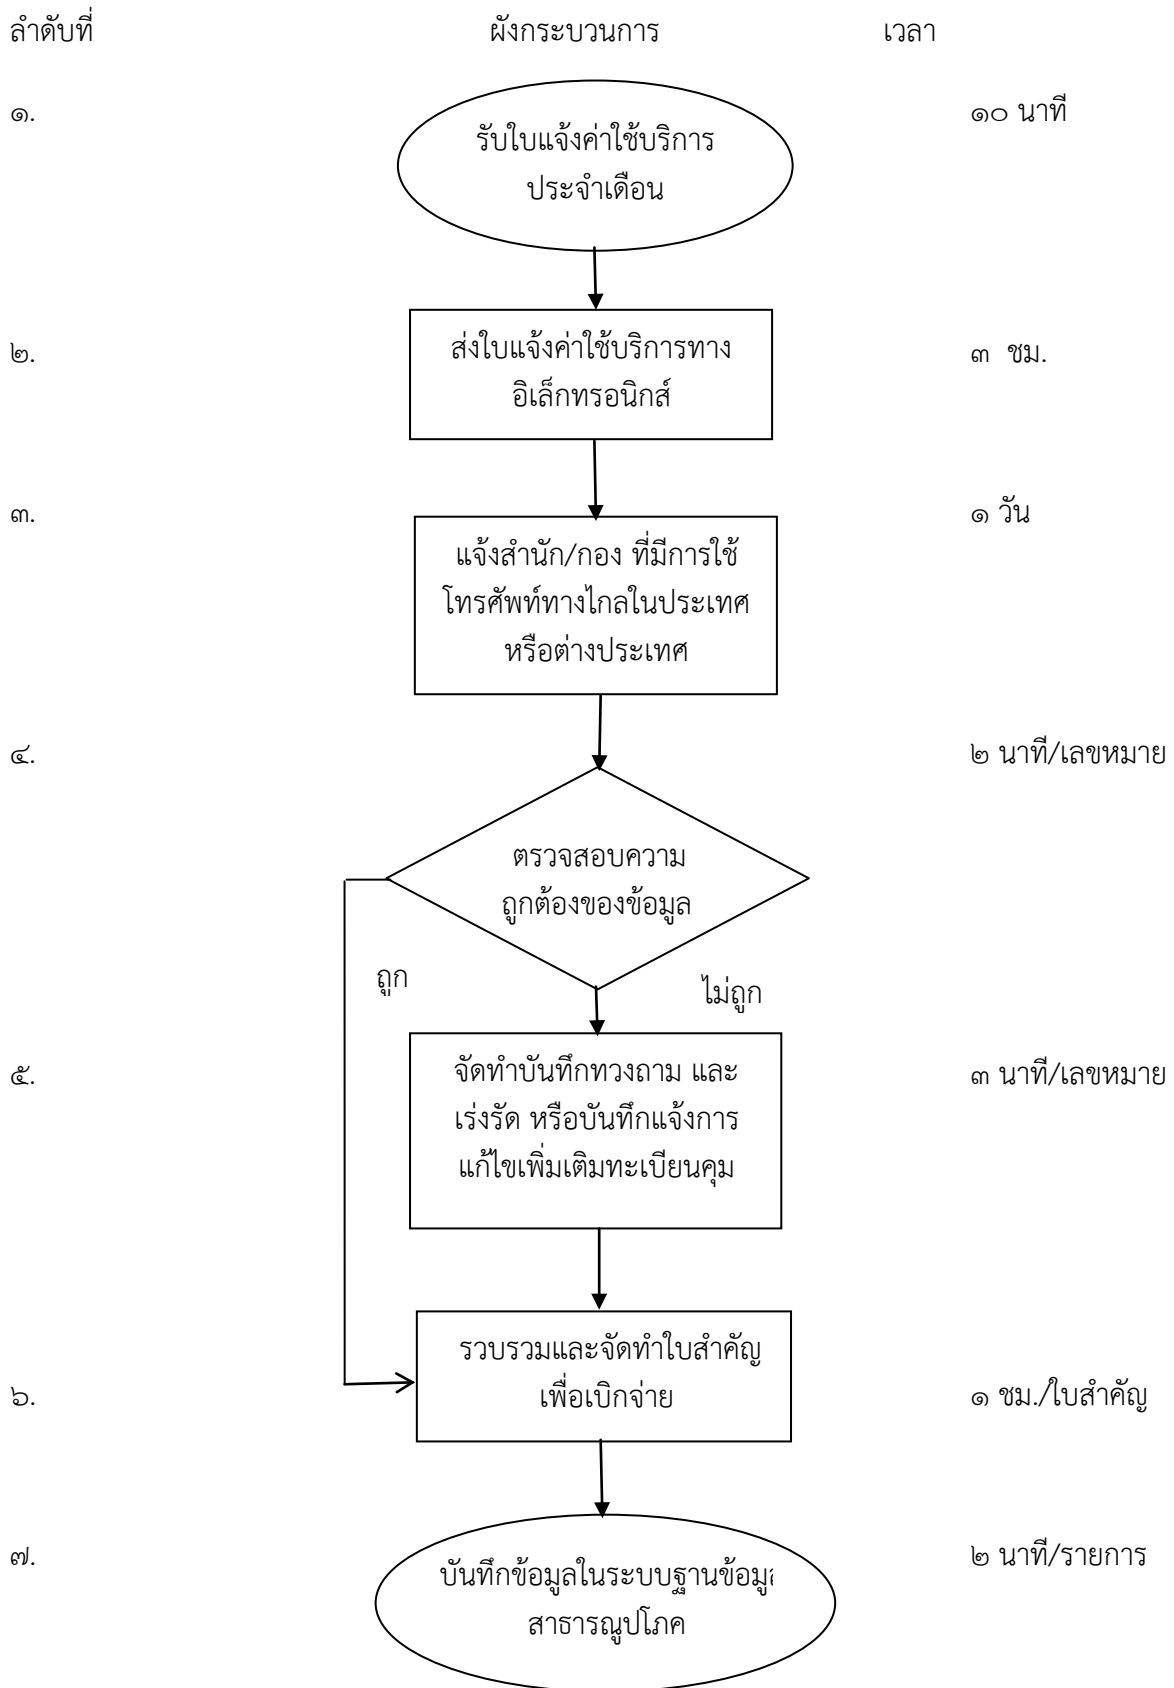 ลำดับที่ ผังกระบวนการ เวลา
๑. ๑๐ นาที
รับใบแจ้งค่าใช้บริการ
ประจำเดือน
๒. ๓ ชม.
ส่งใบแจ้งค่าใช้บริการทาง
อิเล็กทรอนิกส์
๓. ๑ วัน
แจ้งสำนัก/กอง ที่มีการใช้
โทรศัพท์ทางไกลในประเทศ
หรือต่างประเทศ
๔. ๒ นาที/เลขหมาย
ตรวจสอบความ
ถูกต้องของข้อมูล
ถูก
ไม่ถูก
๕. ๓ นาที/เลขหมาย
จัดทำบันทึกทวงถาม และ
เร่งรัด หรือบันทึกแจ้งการ
แก้ไขเพิ่มเติมทะเบียนคุม
รวบรวมและจัดทำใบสำคัญ
เพื่อเบิกจ่าย
๖. ๑ ชม./ใบสำคัญ
๗. ๒ นาที/รายการ
บันทึกข้อมูลในระบบฐานข้อมูล
สาธารณูปโภค